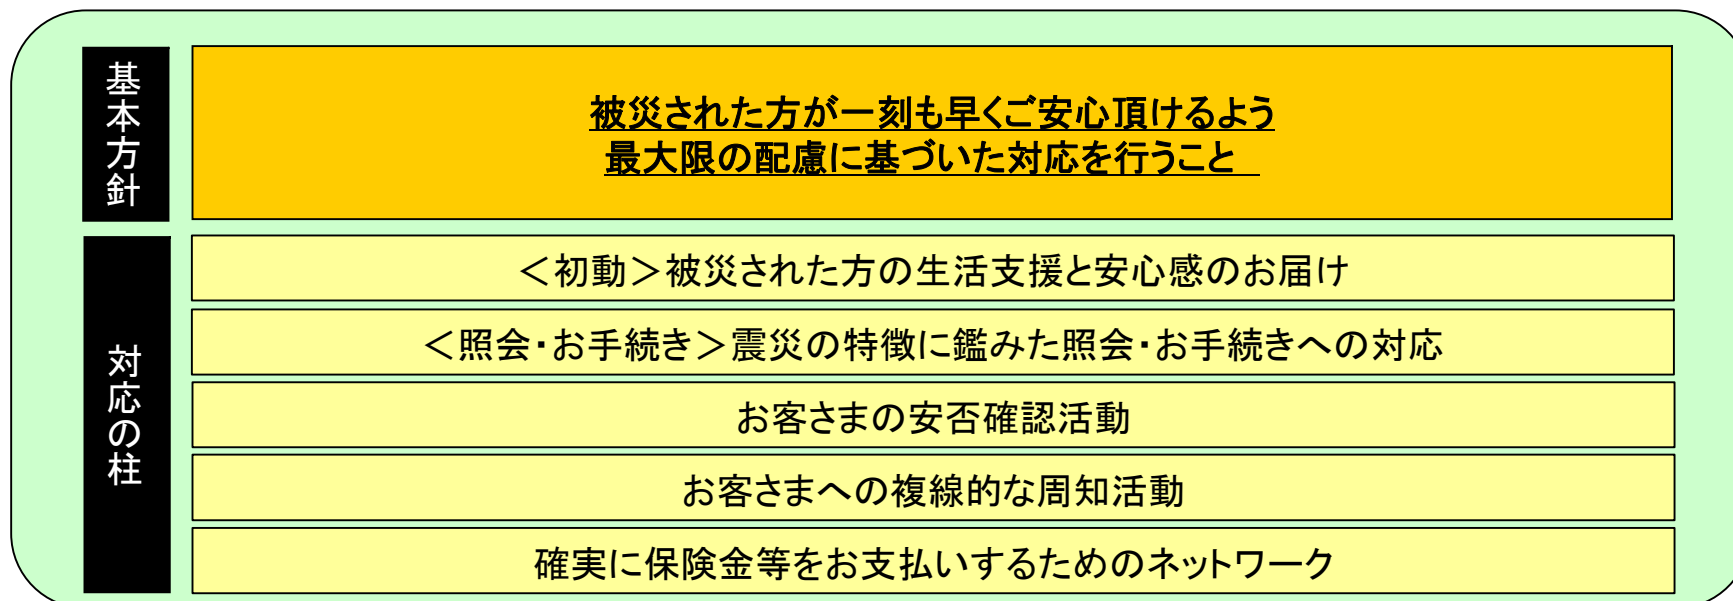 基本方針
被災された方が一刻も早くご安心頂けるよう
最大限の配慮に基づいた対応を行うこと
対応の柱
＜初動＞被災された方の生活支援と安心感のお届け
＜照会・お手続き＞震災の特徴に鑑みた照会・お手続きへの対応
お客さまの安否確認活動
お客さまへの複線的な周知活動
確実に保険金等をお支払いするためのネットワーク